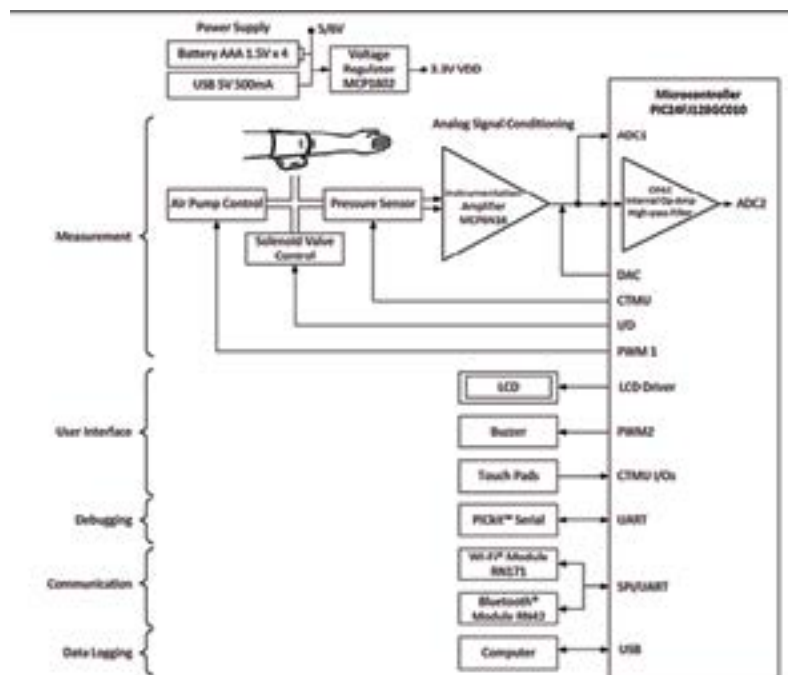 Power Supply
5/6V
Battery AAA 1.5V x 4
USB 5V 500mA
Voltage
Regulator
MCP1802
3.3V VDD
Microcontroller
PIC24FJ128GC010
Analog Signal Conditioning
ADC1
Instrumentation
Amplifier
MCP6N16
Internal Op-Amp
High-pass Filter
ADC2
Air Pump Control
Pressure Sensor
Solenoid Valve
Control
Measurement
DAC
CTMU
I/O
PWM 1
LCD
LCD Driver
User Interface
Buzzer
PWM2
Touch Pads
CTMU I/Os
Debugging
PICkit™ Serial
UART
Communication
Wi-Fi® Module
RN171
SPI/UART
Bluetooth®
Module RN42
Data Logging
Computer
USB